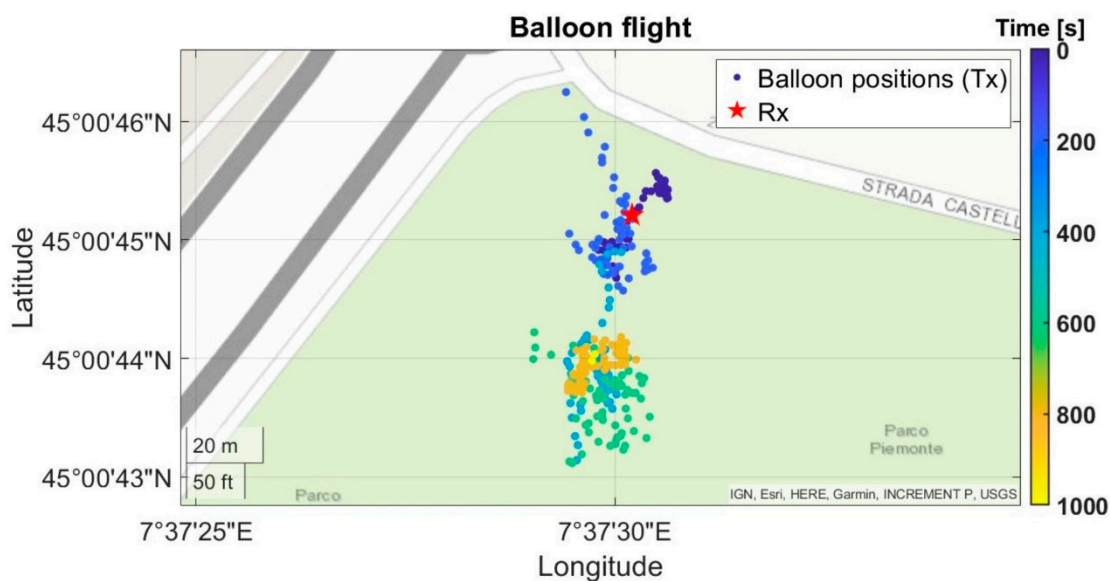 Balloon flight
Time [s]
Balloon positions (Tx)
Rx
0
200
400
600
800
1000
45°00'46"N
45°00'45"N
45°00'44"N
45°00'43"N
Latitude
STRADA CASTELL
20 m
50 ft
Parco
Parco
Piemonte
IGN, Esri, HERE, Garmin, INCREMENT P, USGS
7°37'25"E
7°37'30"E
Longitude